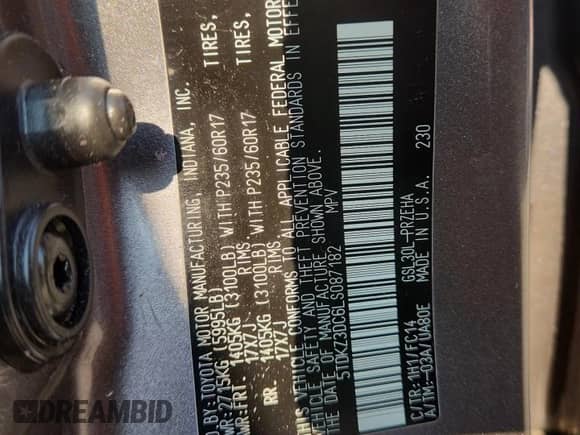 D BY: TOYOTA MOTOR MANUFACTURING, INDIANA, INC.
WR: 2715KG (5995LB) TIRES,
WR: FRT. 1405KG (3100LB) WITH P235/60R17
17X7J RIMS, TIRES,
RR. 1405KG (3100LB) WITH P235/60R17
17X7J RIMS,
THIS VEHICLE CONFORMS TO ALL APPLICABLE FEDERAL MOTOR
VEHICLE SAFETY AND THEFT PREVENTION STANDARDS IN EFFE
THE DATE OF MANUFACTURE SHOWN ABOVE.
5TDKZ3DC6LS087182 MPV
230
C/TR: 1H1/FC14 GSL30L-PRZEHA
A/TM: -03A/UA80E MADE IN U.S.A.
DREAMBID